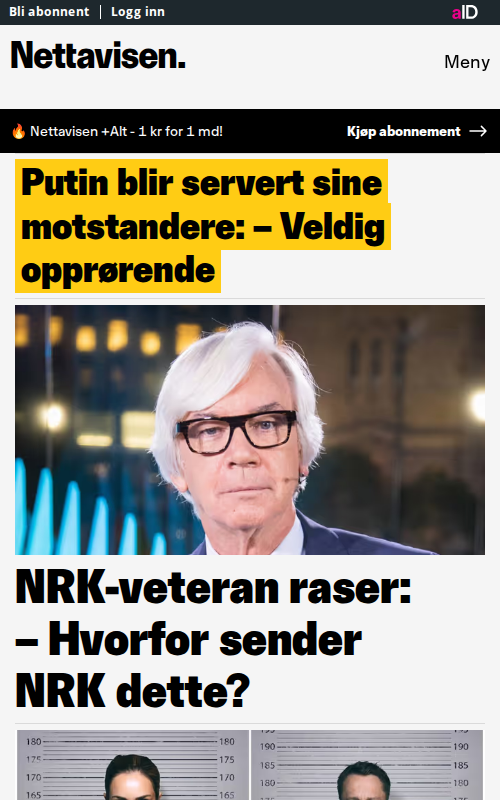 Bli abonnent
Logg inn
aID
Nettavisen.
Meny
🔥 Nettavisen +Alt - 1 kr for 1 md!
Kjøp abonnement →
Putin blir servert sine
motstandere: – Veldig
opprørende
NRK-veteran raser:
– Hvorfor sender
NRK dette?
180 180
175 175
170 170
165 165
195 195
190 190
185 185
180 180
175 175